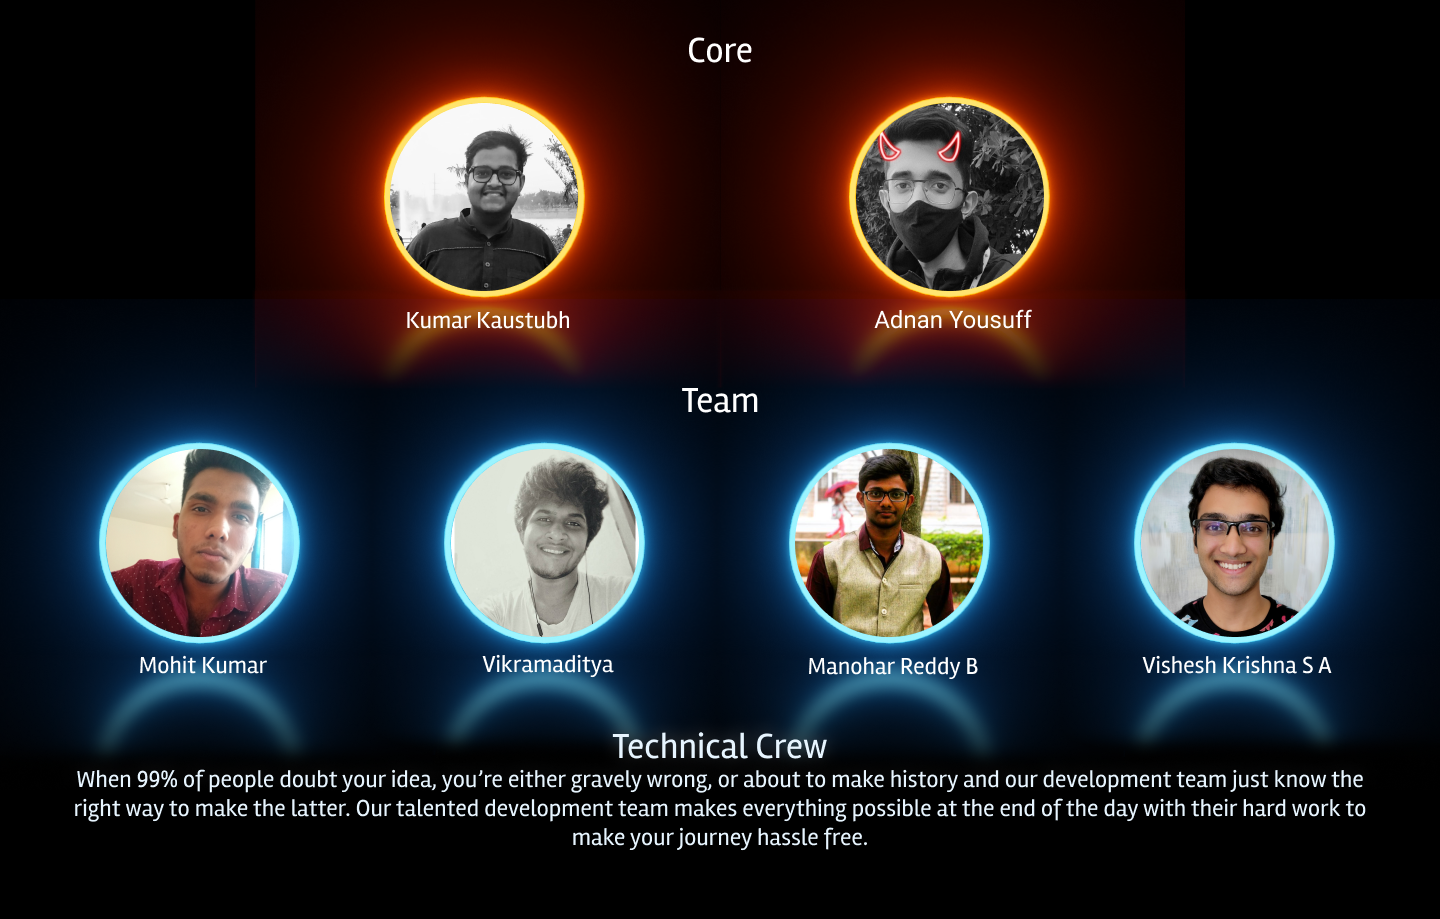 Core
Kumar Kaustubh
Adnan Yousuff
Team
Mohit Kumar
Vikramaditya
Manohar Reddy B
Vishesh Krishna S A
Technical Crew
When 99% of people doubt your idea, you’re either gravely wrong, or about to make history and our development team just know the
right way to make the latter. Our talented development team makes everything possible at the end of the day with their hard work to
make your journey hassle free.